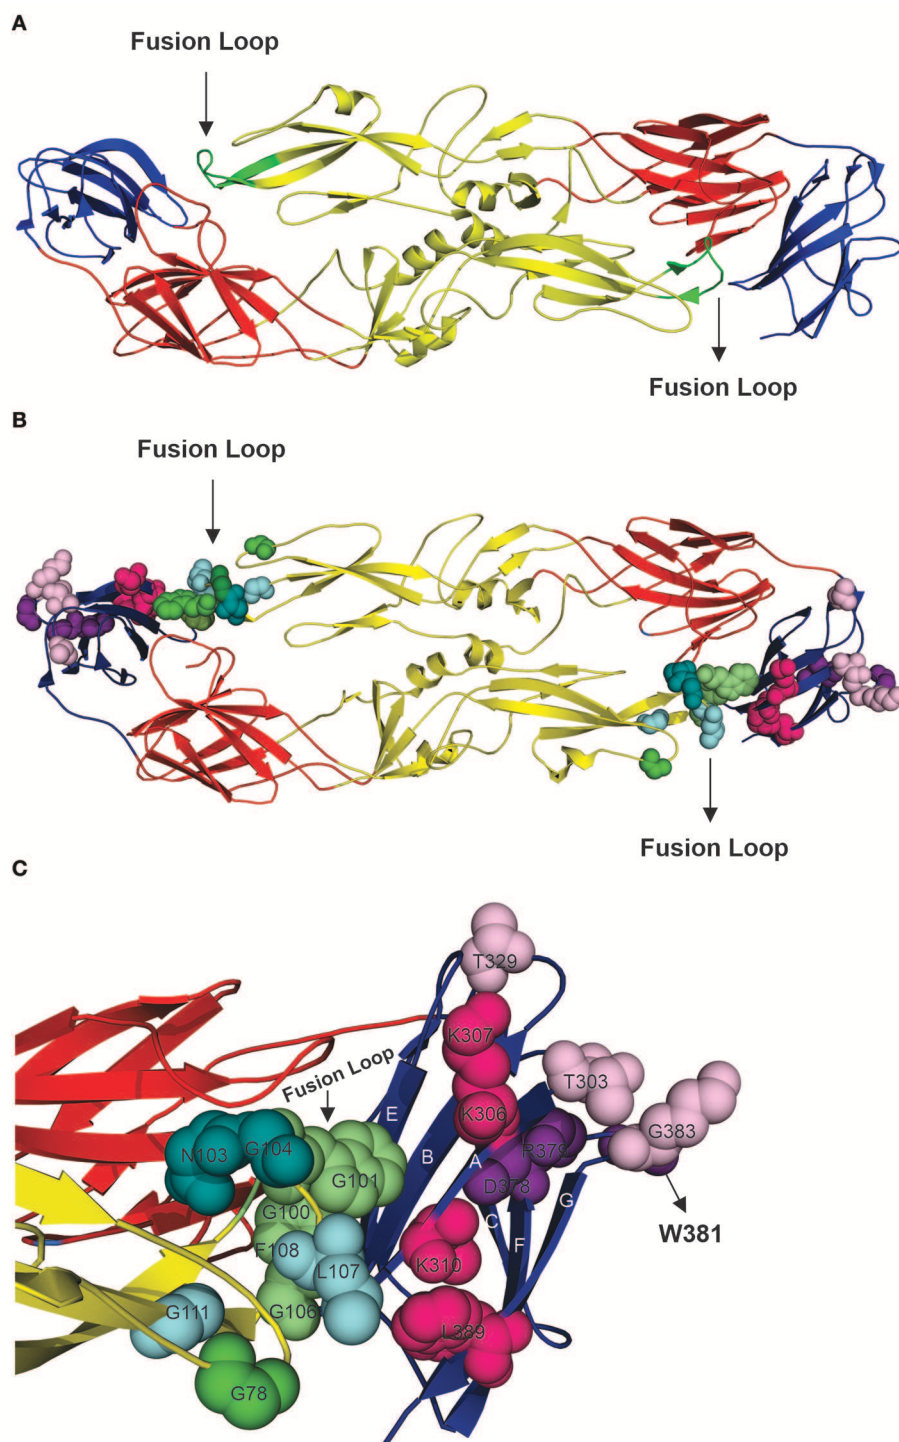 A
Fusion Loop
Fusion Loop
B
Fusion Loop
Fusion Loop
C
T329
K307
Fusion Loop
T303
E
K306
G383
N103
G104
B
A
R379
G101
D378
G
G100
C
W381
F108
F
L107
K310
G111
G106
L389
G78